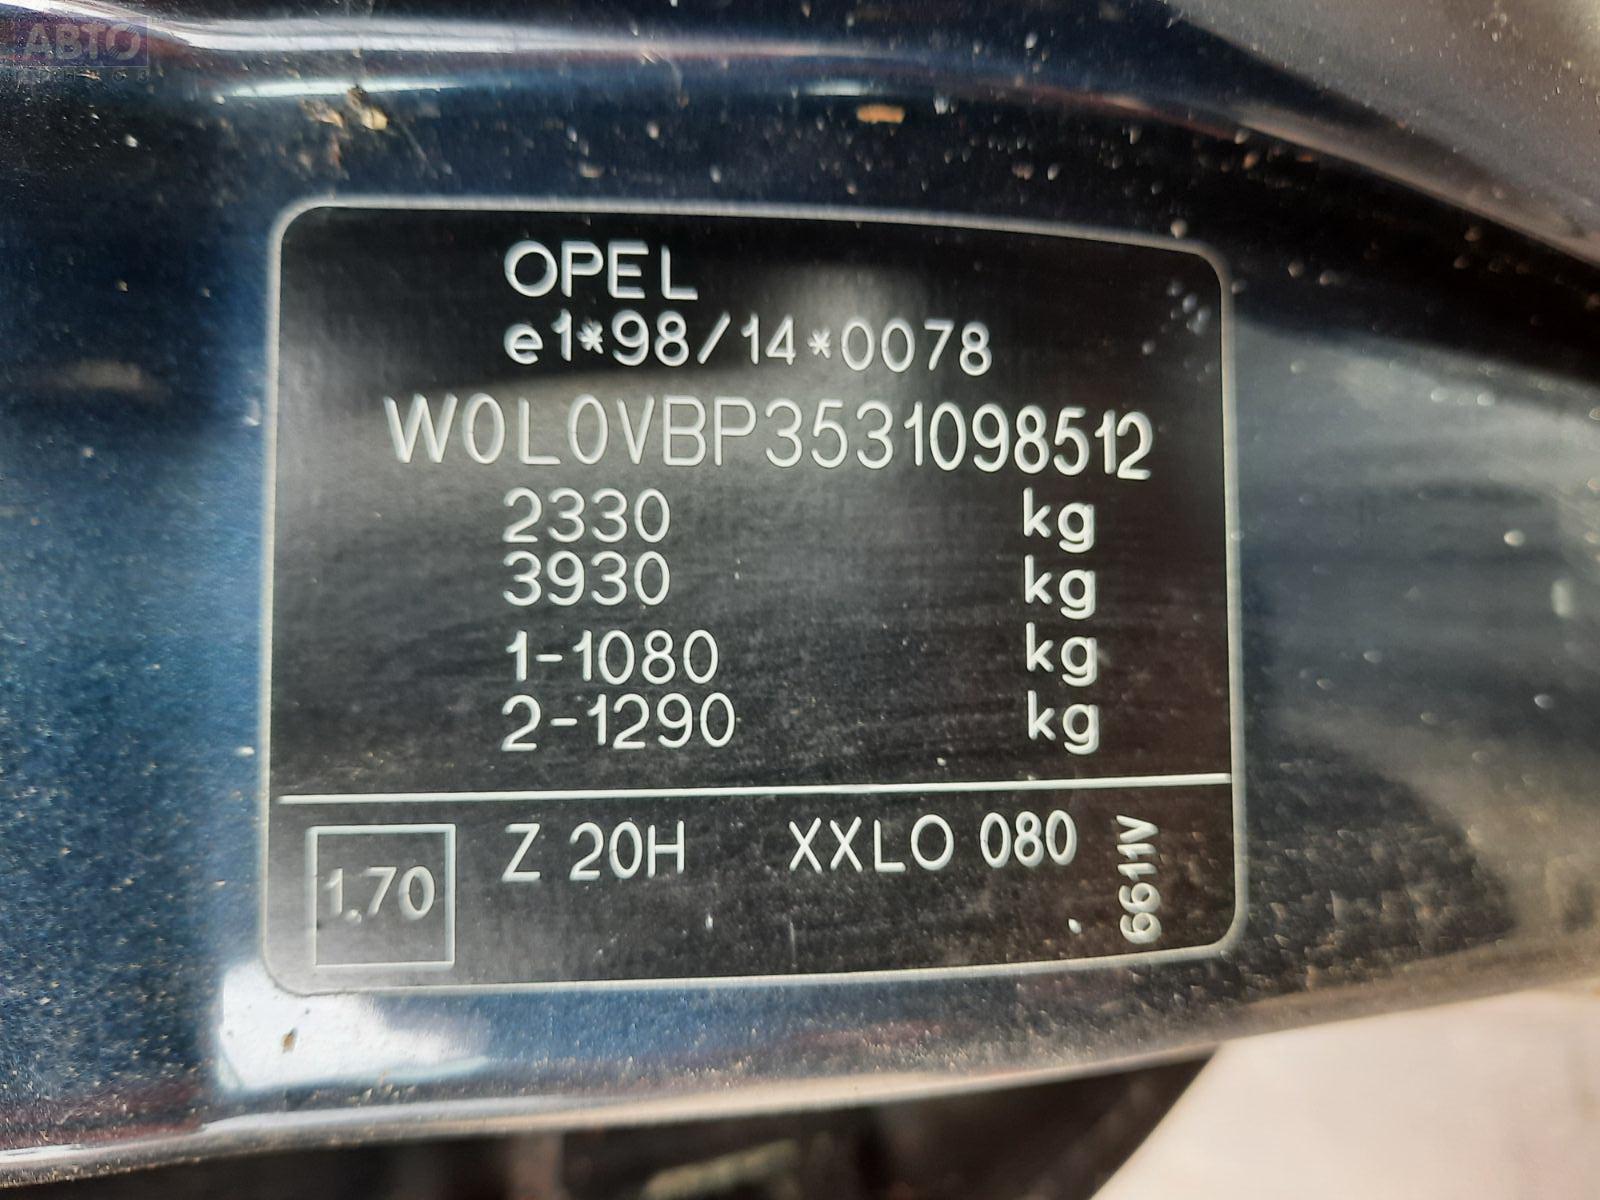 АВТО
OPEL
e1*98/14*0078
W0L0VBP3531098512
2330 kg
3930 kg
1-1080 kg
2-1290 kg
1.70
Z 20H XXLO 080
6611V